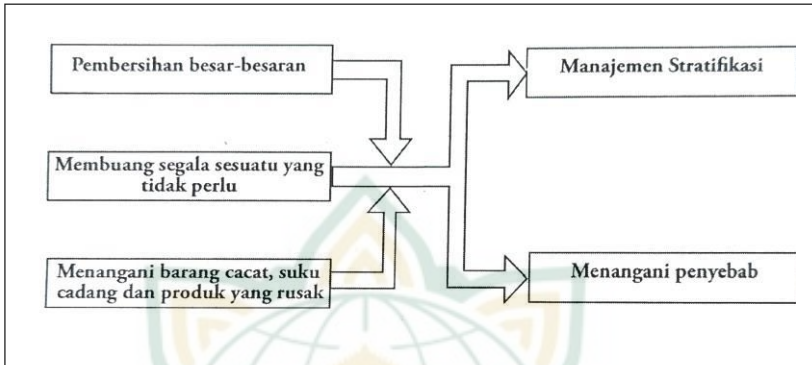 Pembersihan besar-besaran
Membuang segala sesuatu yang
tidak perlu
Menangani barang cacat, suku
cadang dan produk yang rusak
Manajemen Stratifikasi
Menangani penyebab